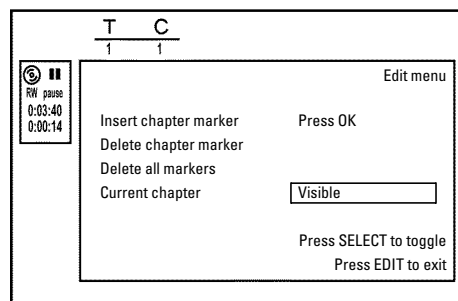 T C
1 1
RW pause
0:03:40
0:00:14
Edit menu
Insert chapter marker Press OK
Delete chapter marker
Delete all markers
Current chapter Visible
Press SELECT to toggle
Press EDIT to exit